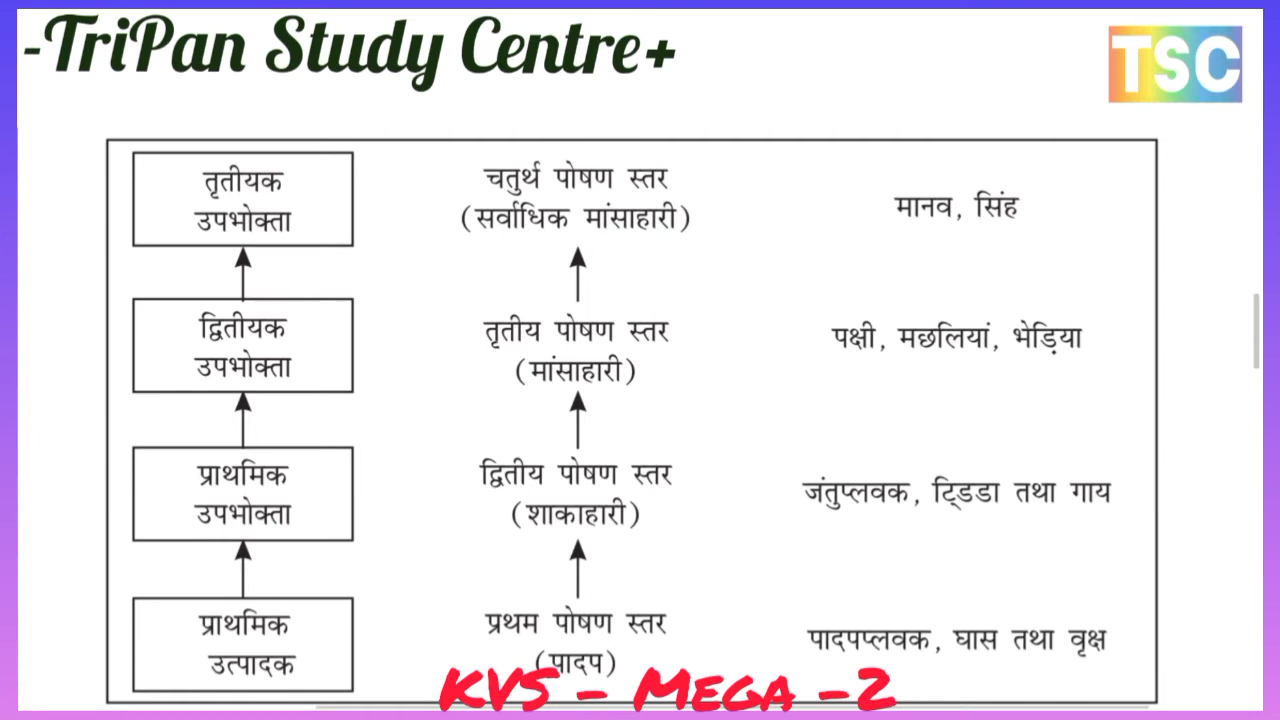 -TriPan Study Centre+
TSC
तृतीयक
उपभोक्ता
चतुर्थ पोषण स्तर
(सर्वाधिक मांसाहारी)
मानव, सिंह
द्वितीयक
उपभोक्ता
तृतीय पोषण स्तर
(मांसाहारी)
पक्षी, मछलियां, भेड़िया
प्राथमिक
उपभोक्ता
द्वितीय पोषण स्तर
(शाकाहारी)
जंतुप्लवक, टि्डडा तथा गाय
प्राथमिक
उत्पादक
प्रथम पोषण स्तर
(पादप)
पादपप्लवक, घास तथा वृक्ष
KVS - MEGA -2